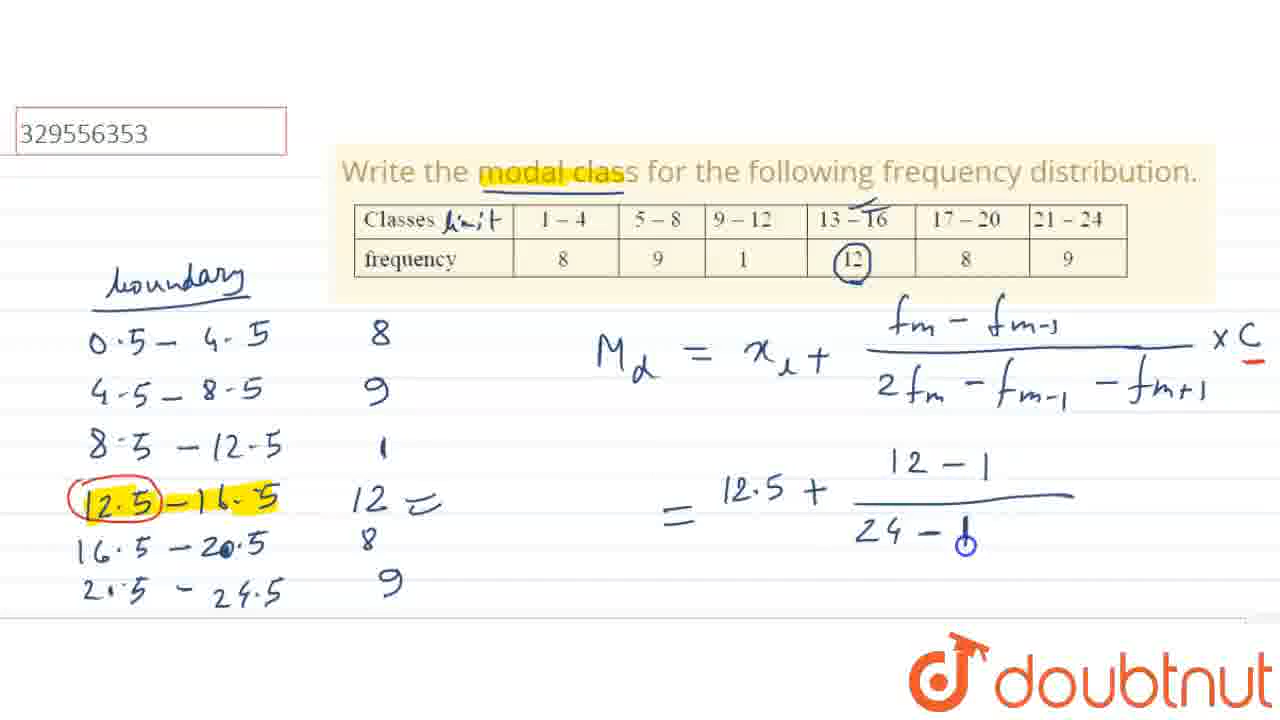 329556353
Write the modal class for the following frequency distribution.
Classes limit 1 – 4 5 – 8 9 – 12 13 – 16 17 – 20 21 – 24
frequency 8 9 1 12 8 9
boundary
0.5 – 4.5 8
4.5 – 8.5 9
8.5 – 12.5 1
12.5 – 16.5 12
16.5 – 20.5 8
20.5 – 24.5 9
Md = xl + (fm – fm-1) / (2fm – fm-1 – fm+1) × C
= 12.5 + (12 – 1) / (24 – 1
doubtnut